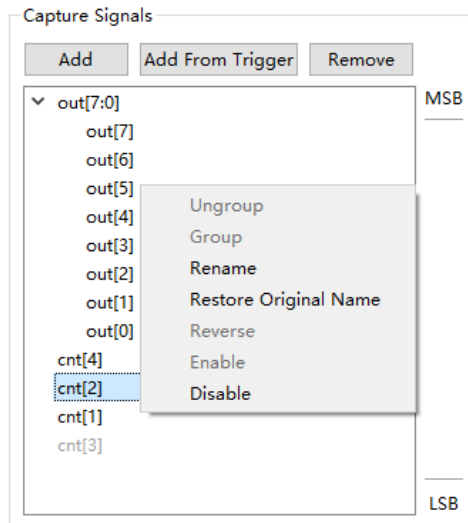 Capture Signals
Add Add From Trigger Remove
out[7:0]
out[7]
out[6]
out[5]
out[4]
out[3]
out[2]
out[1]
out[0]
cnt[4]
cnt[2]
cnt[1]
cnt[3]
Ungroup
Group
Rename
Restore Original Name
Reverse
Enable
Disable
MSB
LSB